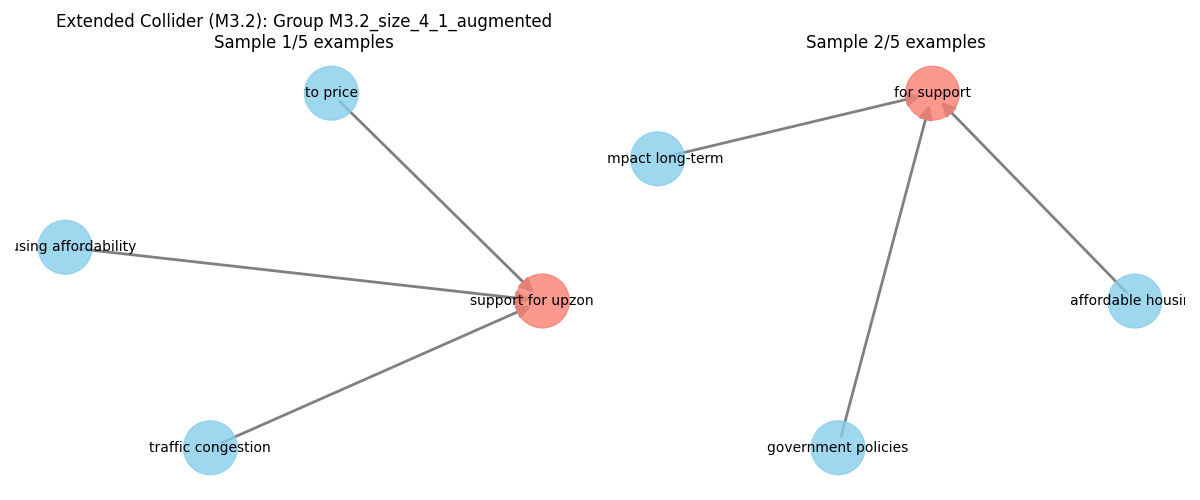 Extended Collider (M3.2): Group M3.2_size_4_1_augmented
Sample 1/5 examples
Sample 2/5 examples
to price
for support
mpact long-term
using affordability
support for upzon
affordable housin
traffic congestion
government policies